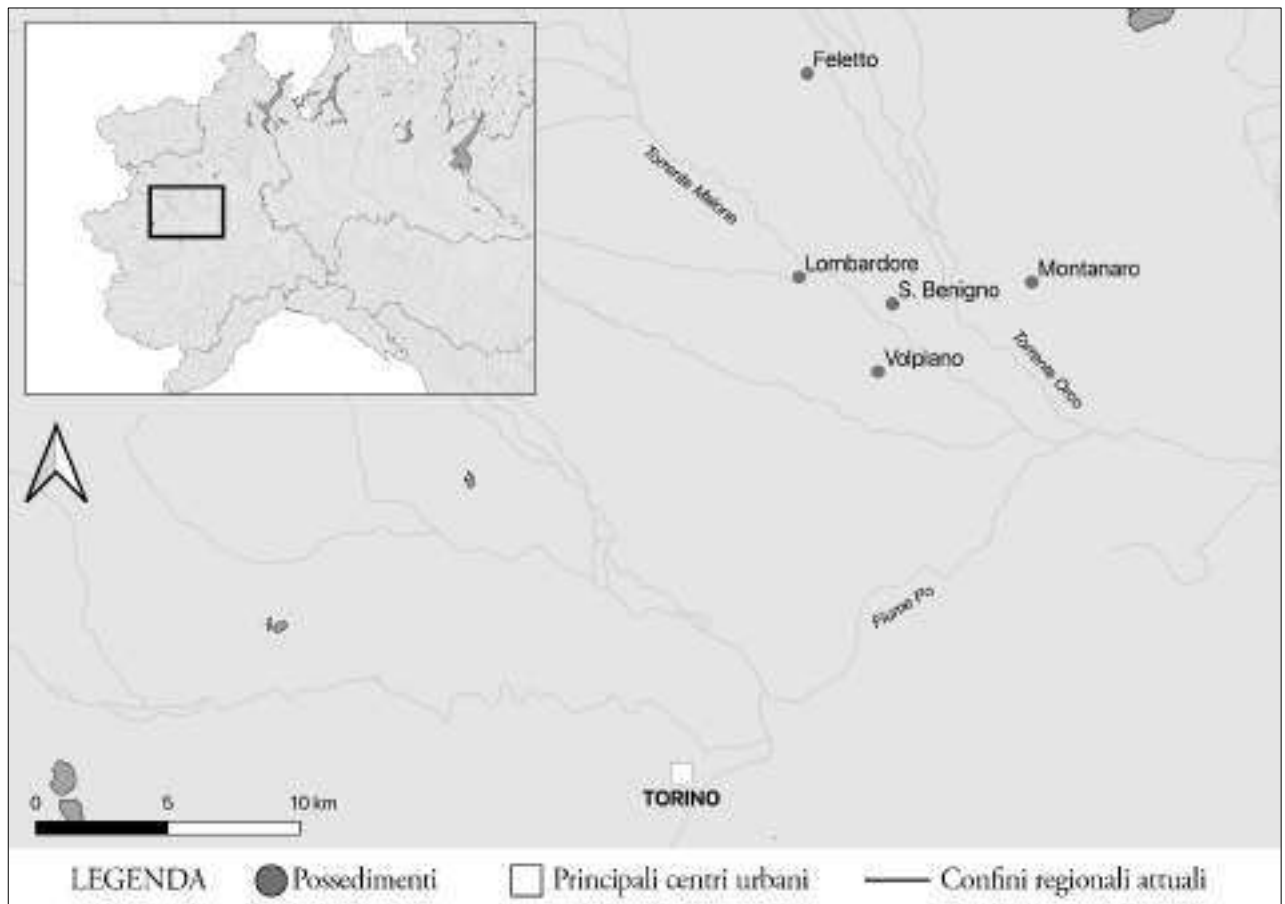 Feletto
Torrente Malone
Lombardore
S. Benigno
Montanaro
Volpiano
Torrente Orco
Fiume Po
TORINO
0 5 10 km
LEGENDA Possedimenti Principali centri urbani Confini regionali attuali